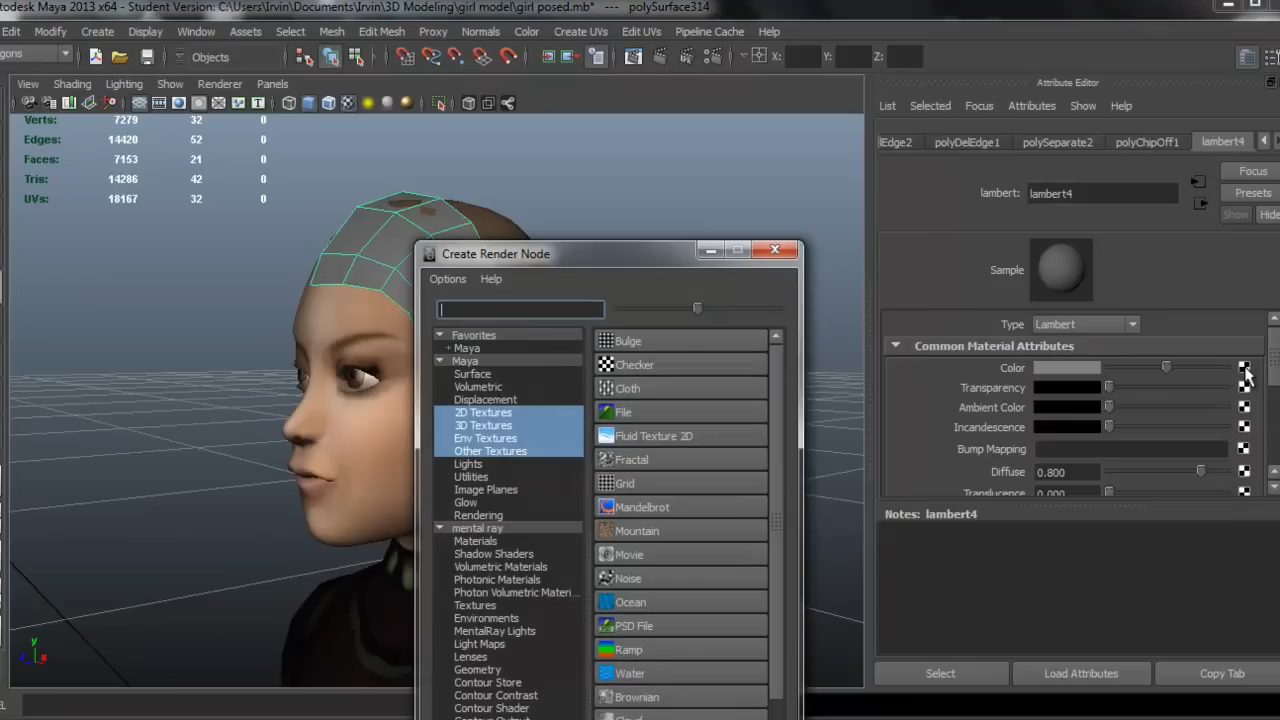 utodesk Maya 2013 x64 - Student Version: C:\Users\Irvin\Documents\Irvin\3D Modeling\girl model\girl posed.mb* --- polySurface314
Edit Modify Create Display Window Assets Select Mesh Edit Mesh Proxy Normals Color Create UVs Edit UVs Pipeline Cache Help
gons Objects X: Y: Z:
View Shading Lighting Show Renderer Panels
Verts: 7279 32 0
Edges: 14420 52 0
Faces: 7153 21 0
Tris: 14286 42 0
UVs: 18167 32 0
Create Render Node
Options Help
Favorites
+ Maya
Maya
Surface
Volumetric
Displacement
2D Textures
3D Textures
Env Textures
Other Textures
Lights
Utilities
Image Planes
Glow
Rendering
mental ray
Materials
Shadow Shaders
Volumetric Materials
Photonic Materials
Photon Volumetric Materi...
Textures
Environments
MentalRay Lights
Light Maps
Lenses
Geometry
Contour Store
Contour Contrast
Contour Shader
Contour Output
Bulge
Checker
Cloth
File
Fluid Texture 2D
Fractal
Grid
Mandelbrot
Mountain
Movie
Noise
Ocean
PSD File
Ramp
Water
Brownian
Cloud
Attribute Editor
List Selected Focus Attributes Show Help
lEdge2 polyDelEdge1 polySeparate2 polyChipOff1 lambert4
Focus
lambert: lambert4 Presets
Show Hide
Sample
Type Lambert
Common Material Attributes
Color
Transparency
Ambient Color
Incandescence
Bump Mapping
Diffuse 0.800
Translucence 0.000
Notes: lambert4
Select Load Attributes Copy Tab
y
z x
EL